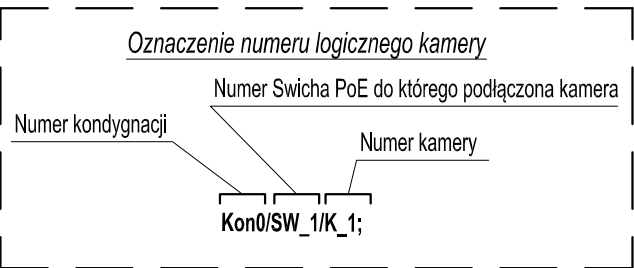 Oznaczenie numeru logicznego kamery
Numer Swicha PoE do którego podłączona kamera
Numer kondygnacji
Numer kamery
Kon0/SW_1/K_1;